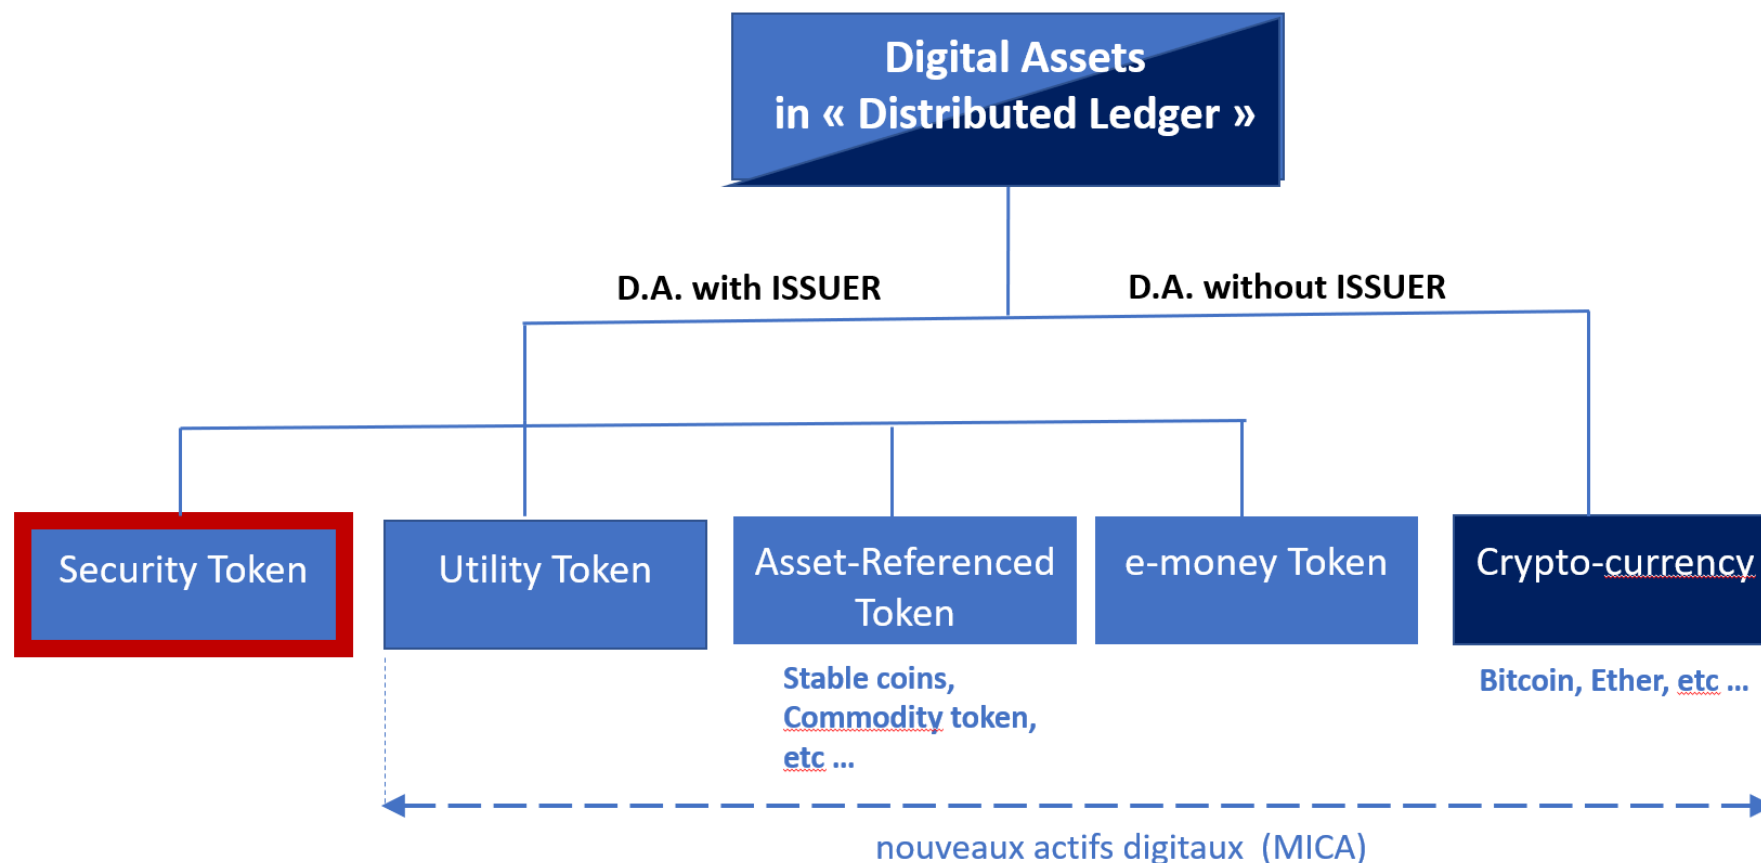 Digital Assets
in « Distributed Ledger »
D.A. with ISSUER
D.A. without ISSUER
Security Token
Utility Token
Asset-Referenced
Token
e-money Token
Crypto-currency
Stable coins,
Commodity token,
etc ...
Bitcoin, Ether, etc ...
nouveaux actifs digitaux (MICA)